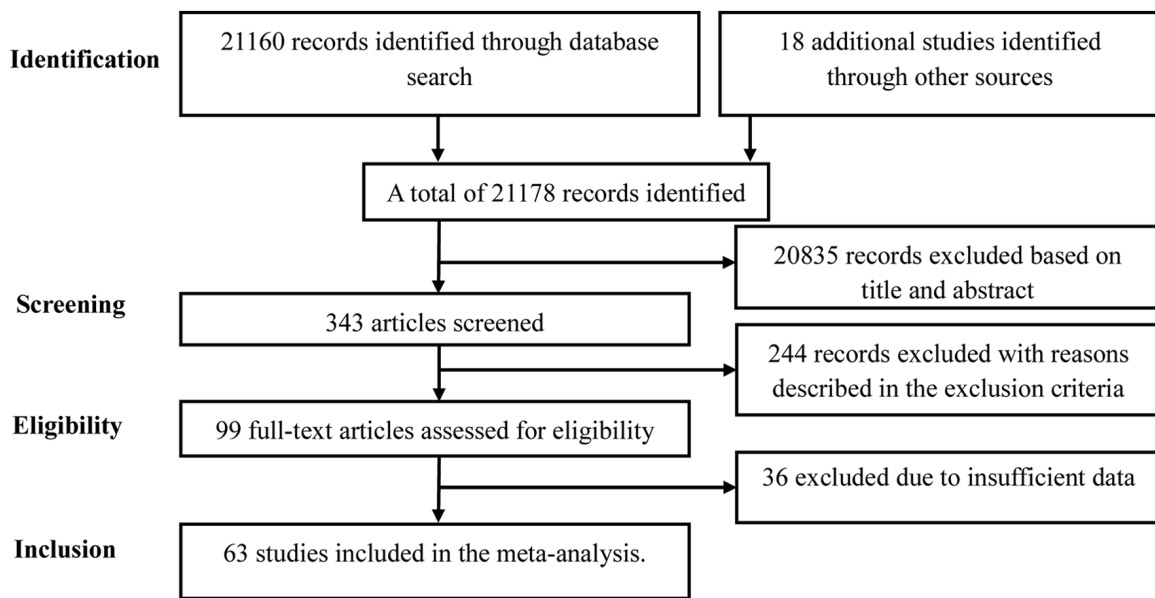 Identification
21160 records identified through database
search
18 additional studies identified
through other sources
A total of 21178 records identified
20835 records excluded based on
title and abstract
Screening
343 articles screened
244 records excluded with reasons
described in the exclusion criteria
Eligibility
99 full-text articles assessed for eligibility
36 excluded due to insufficient data
Inclusion
63 studies included in the meta-analysis.